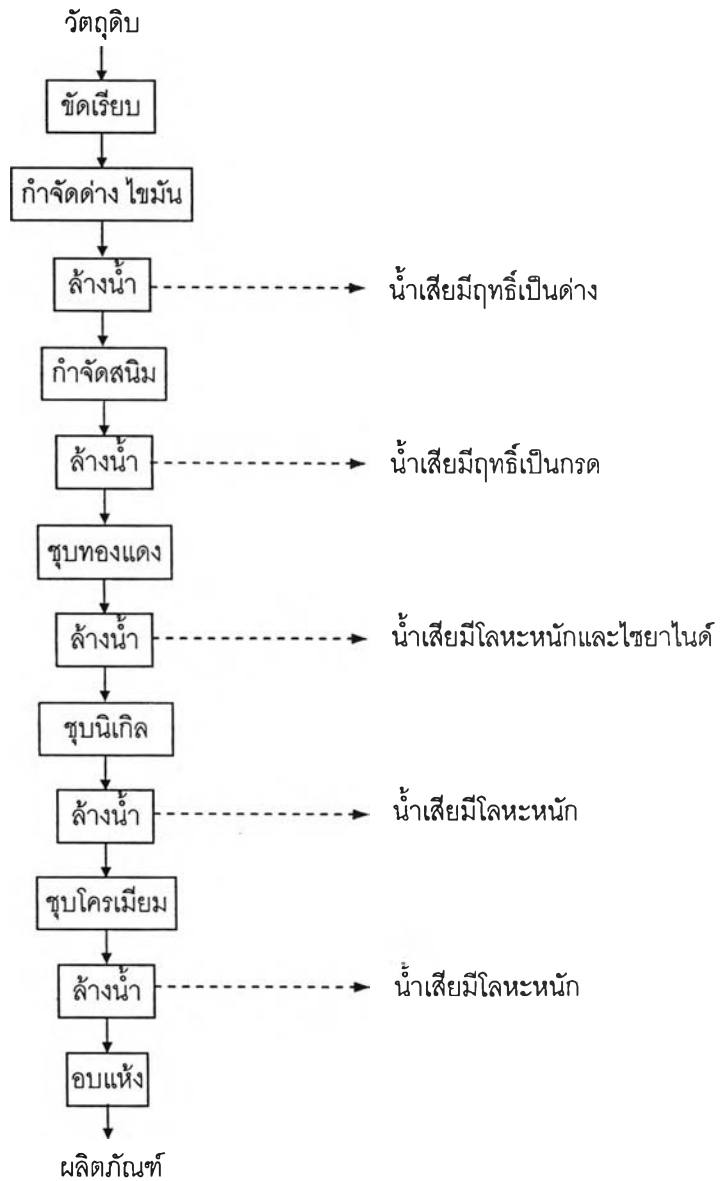 วัตถุดิบ
ขัดเรียบ
กำจัดด่าง ไขมัน
ล้างน้ำ
น้ำเสียมีฤทธิ์เป็นด่าง
กำจัดสนิม
ล้างน้ำ
น้ำเสียมีฤทธิ์เป็นกรด
ชุบทองแดง
ล้างน้ำ
น้ำเสียมีโลหะหนักและไซยาไนด์
ชุบนิเกิล
ล้างน้ำ
น้ำเสียมีโลหะหนัก
ชุบโครเมียม
ล้างน้ำ
น้ำเสียมีโลหะหนัก
อบแห้ง
ผลิตภัณฑ์